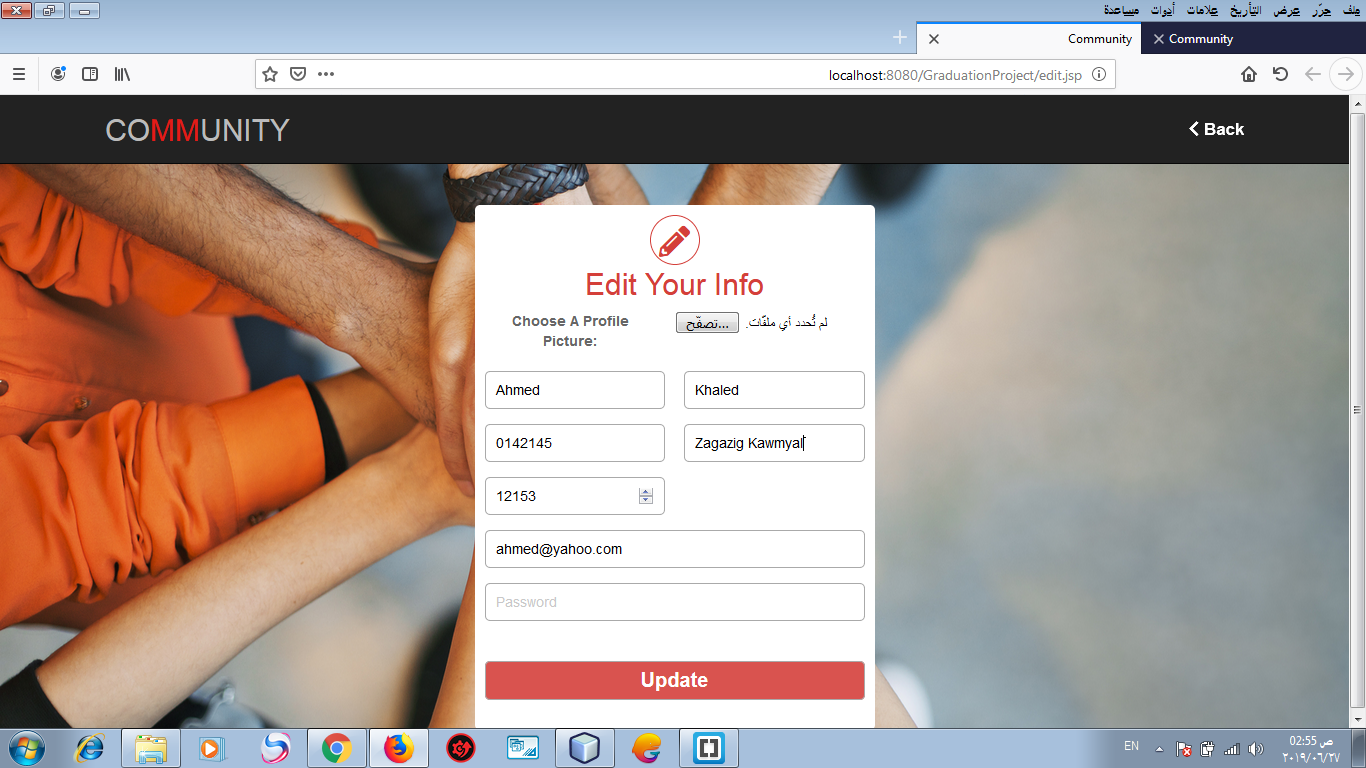 ملف حرّر عرض التأريخ علامات أدوات مساعدة
Community
Community
localhost:8080/GraduationProject/edit.jsp
COMMUNITY
Back
Edit Your Info
Choose A Profile
Picture:
تصفّح...
لم تُحدد أي ملفّات.
Ahmed
Khaled
0142145
Zagazig Kawmyal
12153
ahmed@yahoo.com
Password
Update
EN
02:55 ص
٢٠١٩/٠٦/٢٧